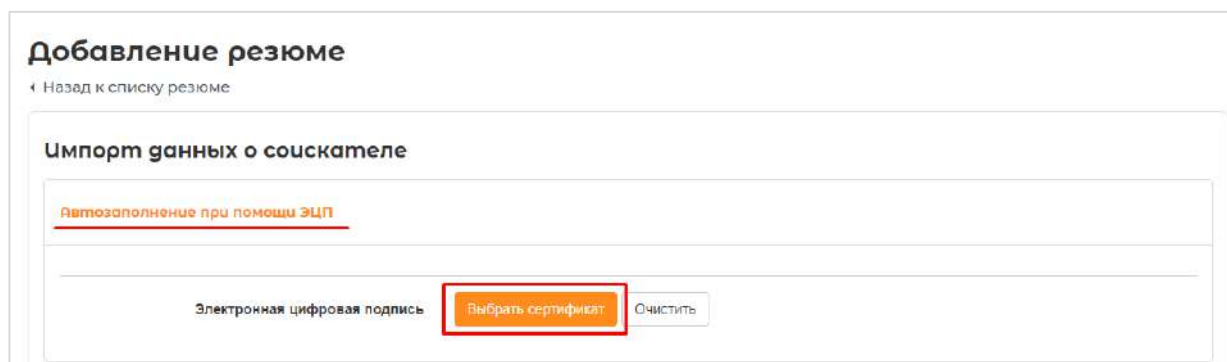 Добавление резюме
Назад к списку резюме
Импорт данных о соискателе
Автозаполнение при помощи ЭЦП
Электронная цифровая подпись Выбрать сертификат Очистить